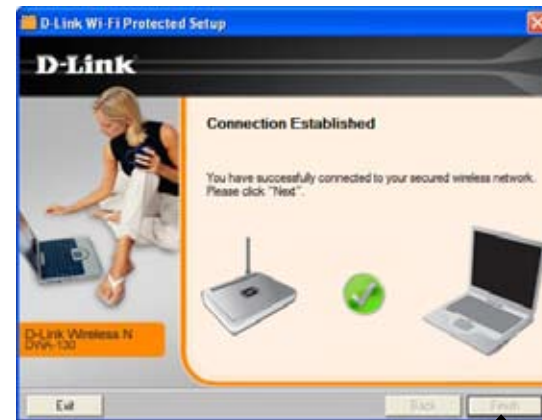 D-Link Wi-Fi Protected Setup
D-Link
Connection Established
You have successfully connected to your secured wireless network.
Please click "Next".
D-Link Wireless N
DWA-130
Exit
Back
Finish